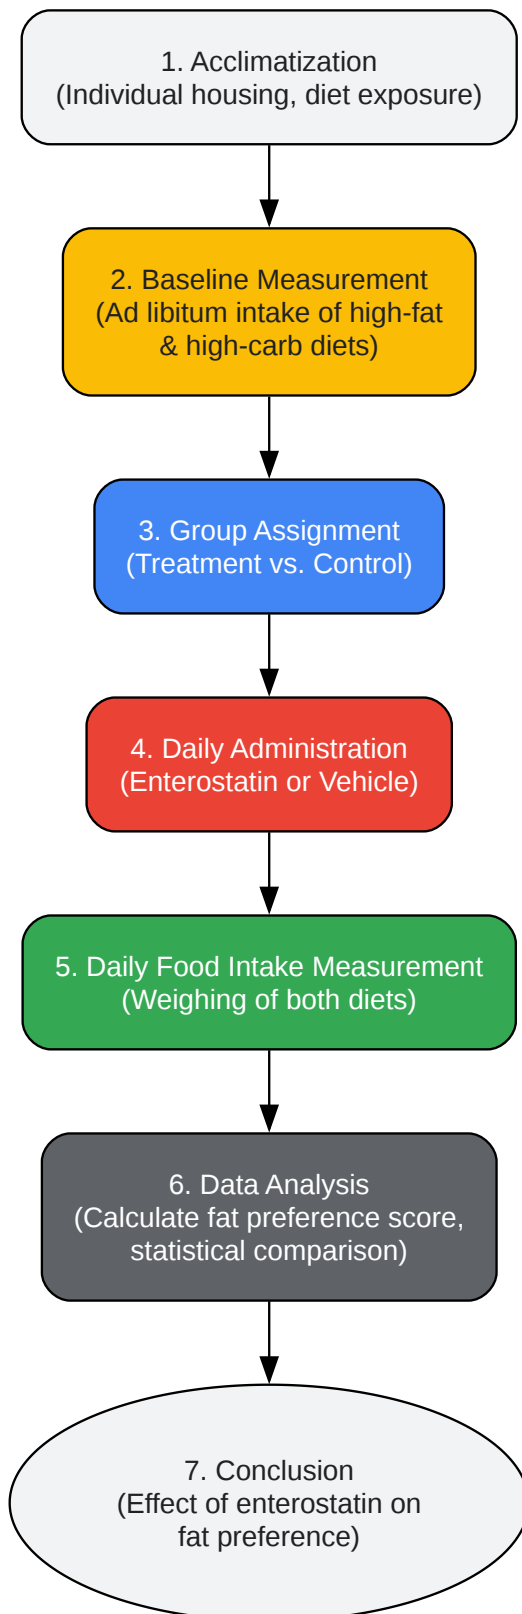 1. Acclimatization
(Individual housing, diet exposure)
2. Baseline Measurement
(Ad libitum intake of high-fat
& high-carb diets)
3. Group Assignment
(Treatment vs. Control)
4. Daily Administration
(Enterostatin or Vehicle)
5. Daily Food Intake Measurement
(Weighing of both diets)
6. Data Analysis
(Calculate fat preference score,
statistical comparison)
7. Conclusion
(Effect of enterostatin on
fat preference)